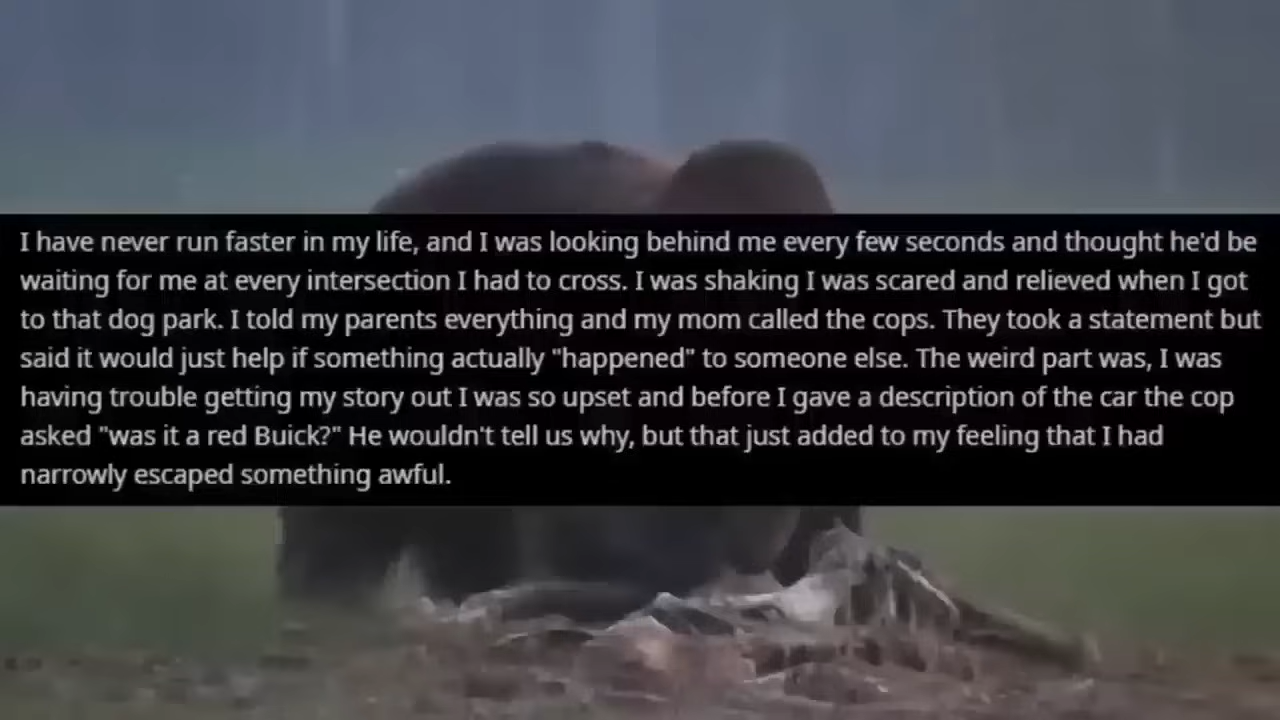 I have never run faster in my life, and I was looking behind me every few seconds and thought he'd be
waiting for me at every intersection I had to cross. I was shaking I was scared and relieved when I got
to that dog park. I told my parents everything and my mom called the cops. They took a statement but
said it would just help if something actually "happened" to someone else. The weird part was, I was
having trouble getting my story out I was so upset and before I gave a description of the car the cop
asked "was it a red Buick?" He wouldn't tell us why, but that just added to my feeling that I had
narrowly escaped something awful.